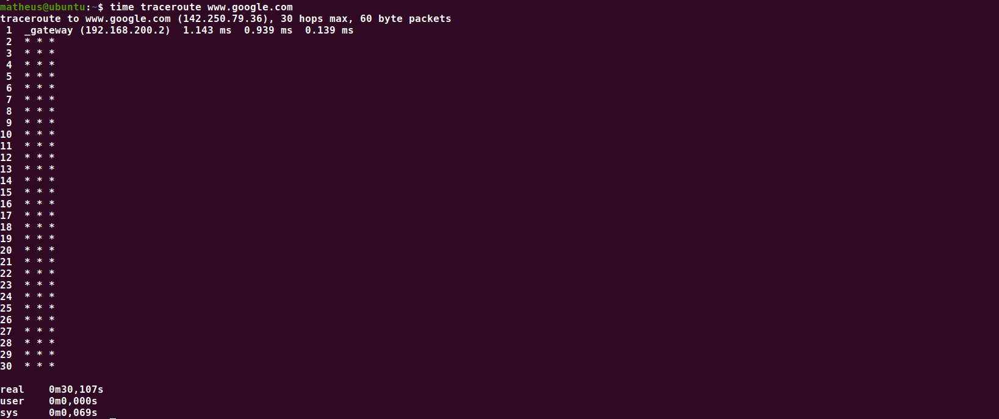 matheus@ubuntu:~$ time traceroute www.google.com
traceroute to www.google.com (142.250.79.36), 30 hops max, 60 byte packets
 1  _gateway (192.168.200.2)  1.143 ms  0.939 ms  0.139 ms
 2  * * *
 3  * * *
 4  * * *
 5  * * *
 6  * * *
 7  * * *
 8  * * *
 9  * * *
10  * * *
11  * * *
12  * * *
13  * * *
14  * * *
15  * * *
16  * * *
17  * * *
18  * * *
19  * * *
20  * * *
21  * * *
22  * * *
23  * * *
24  * * *
25  * * *
26  * * *
27  * * *
28  * * *
29  * * *
30  * * *
real    0m30,107s
user    0m0,000s
sys     0m0,069s